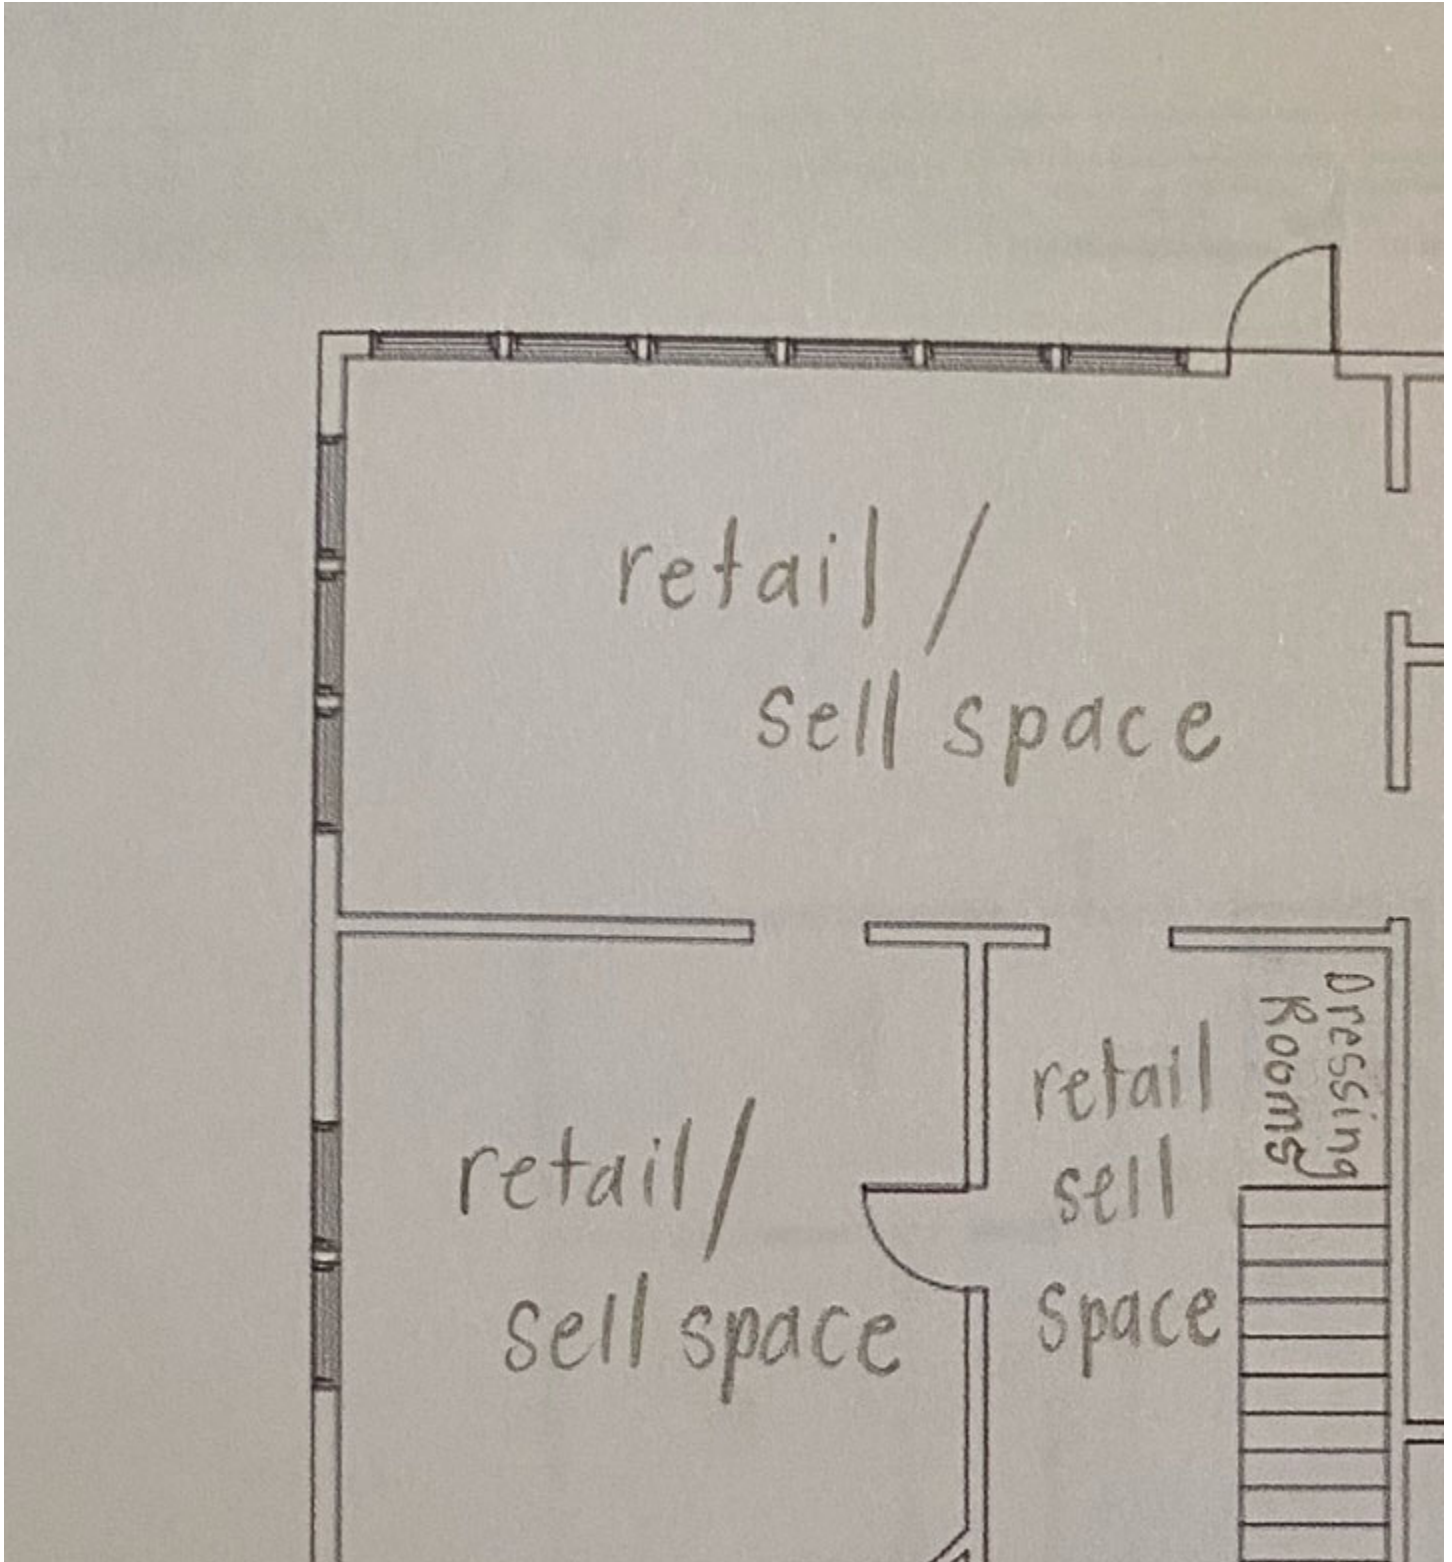 retail /
sell space
retail /
sell space
retail
sell
space
Dressing
Rooms